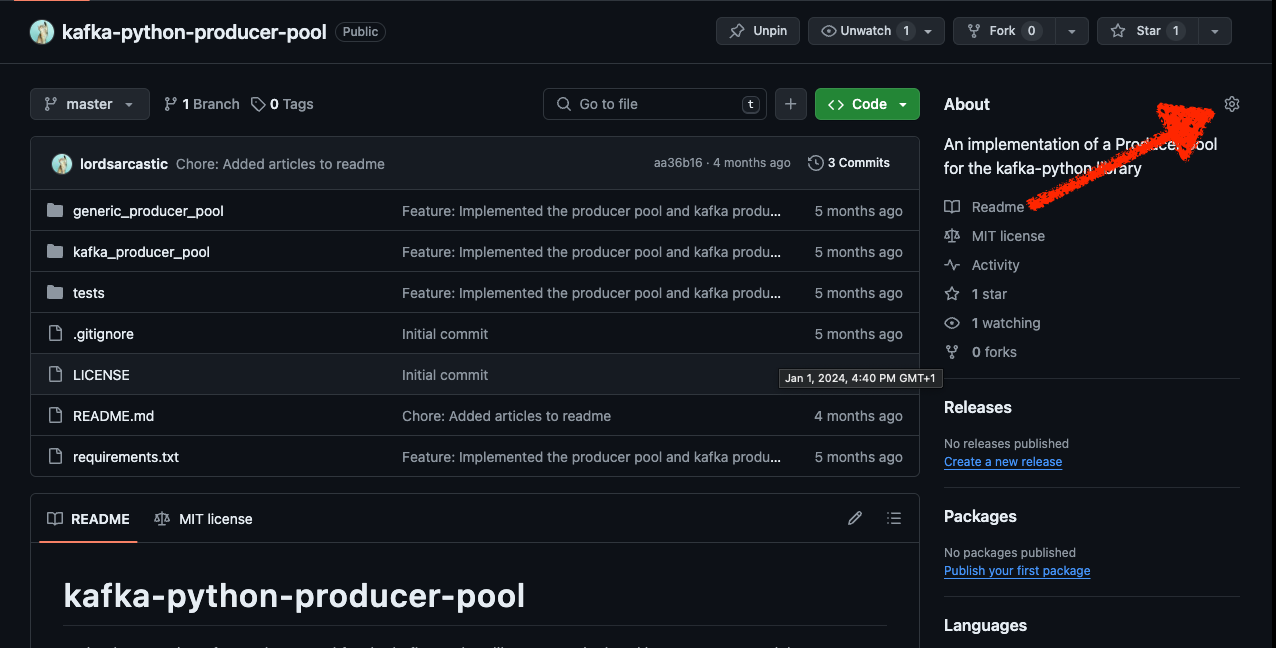 kafka-python-producer-pool Public Unpin Unwatch 1 Fork 0 Star 1
master 1 Branch 0 Tags Go to file t + Code
lordsarcastic Chore: Added articles to readme aa36b16 · 4 months ago 3 Commits
generic_producer_pool Feature: Implemented the producer pool and kafka produ... 5 months ago
kafka_producer_pool Feature: Implemented the producer pool and kafka produ... 5 months ago
tests Feature: Implemented the producer pool and kafka produ... 5 months ago
.gitignore Initial commit 5 months ago
LICENSE Initial commit
Jan 1, 2024, 4:40 PM GMT+1
README.md Chore: Added articles to readme 4 months ago
requirements.txt Feature: Implemented the producer pool and kafka produ... 5 months ago
README MIT license
kafka-python-producer-pool
About
An implementation of a Producer pool
for the kafka-python library
Readme
MIT license
Activity
1 star
1 watching
0 forks
Releases
No releases published
Create a new release
Packages
No packages published
Publish your first package
Languages